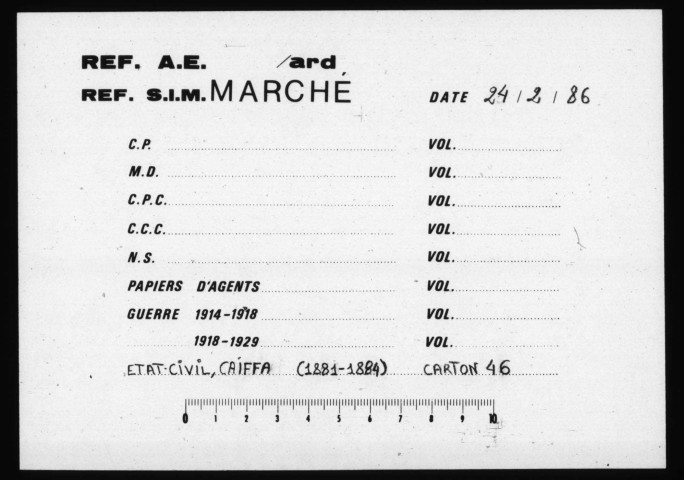 REF. A.E. /ard
REF. S.I.M. MARCHÉ DATE 24/2/86
C.P. VOL.
M.D. VOL.
C.P.C. VOL.
C.C.C. VOL.
N.S. VOL.
PAPIERS D'AGENTS VOL.
GUERRE 1914-1918 VOL.
1918-1929 VOL.
ETAT-CIVIL, CAÏFFA (1881-1884) CARTON 46
0 1 2 3 4 5 6 7 8 9 10